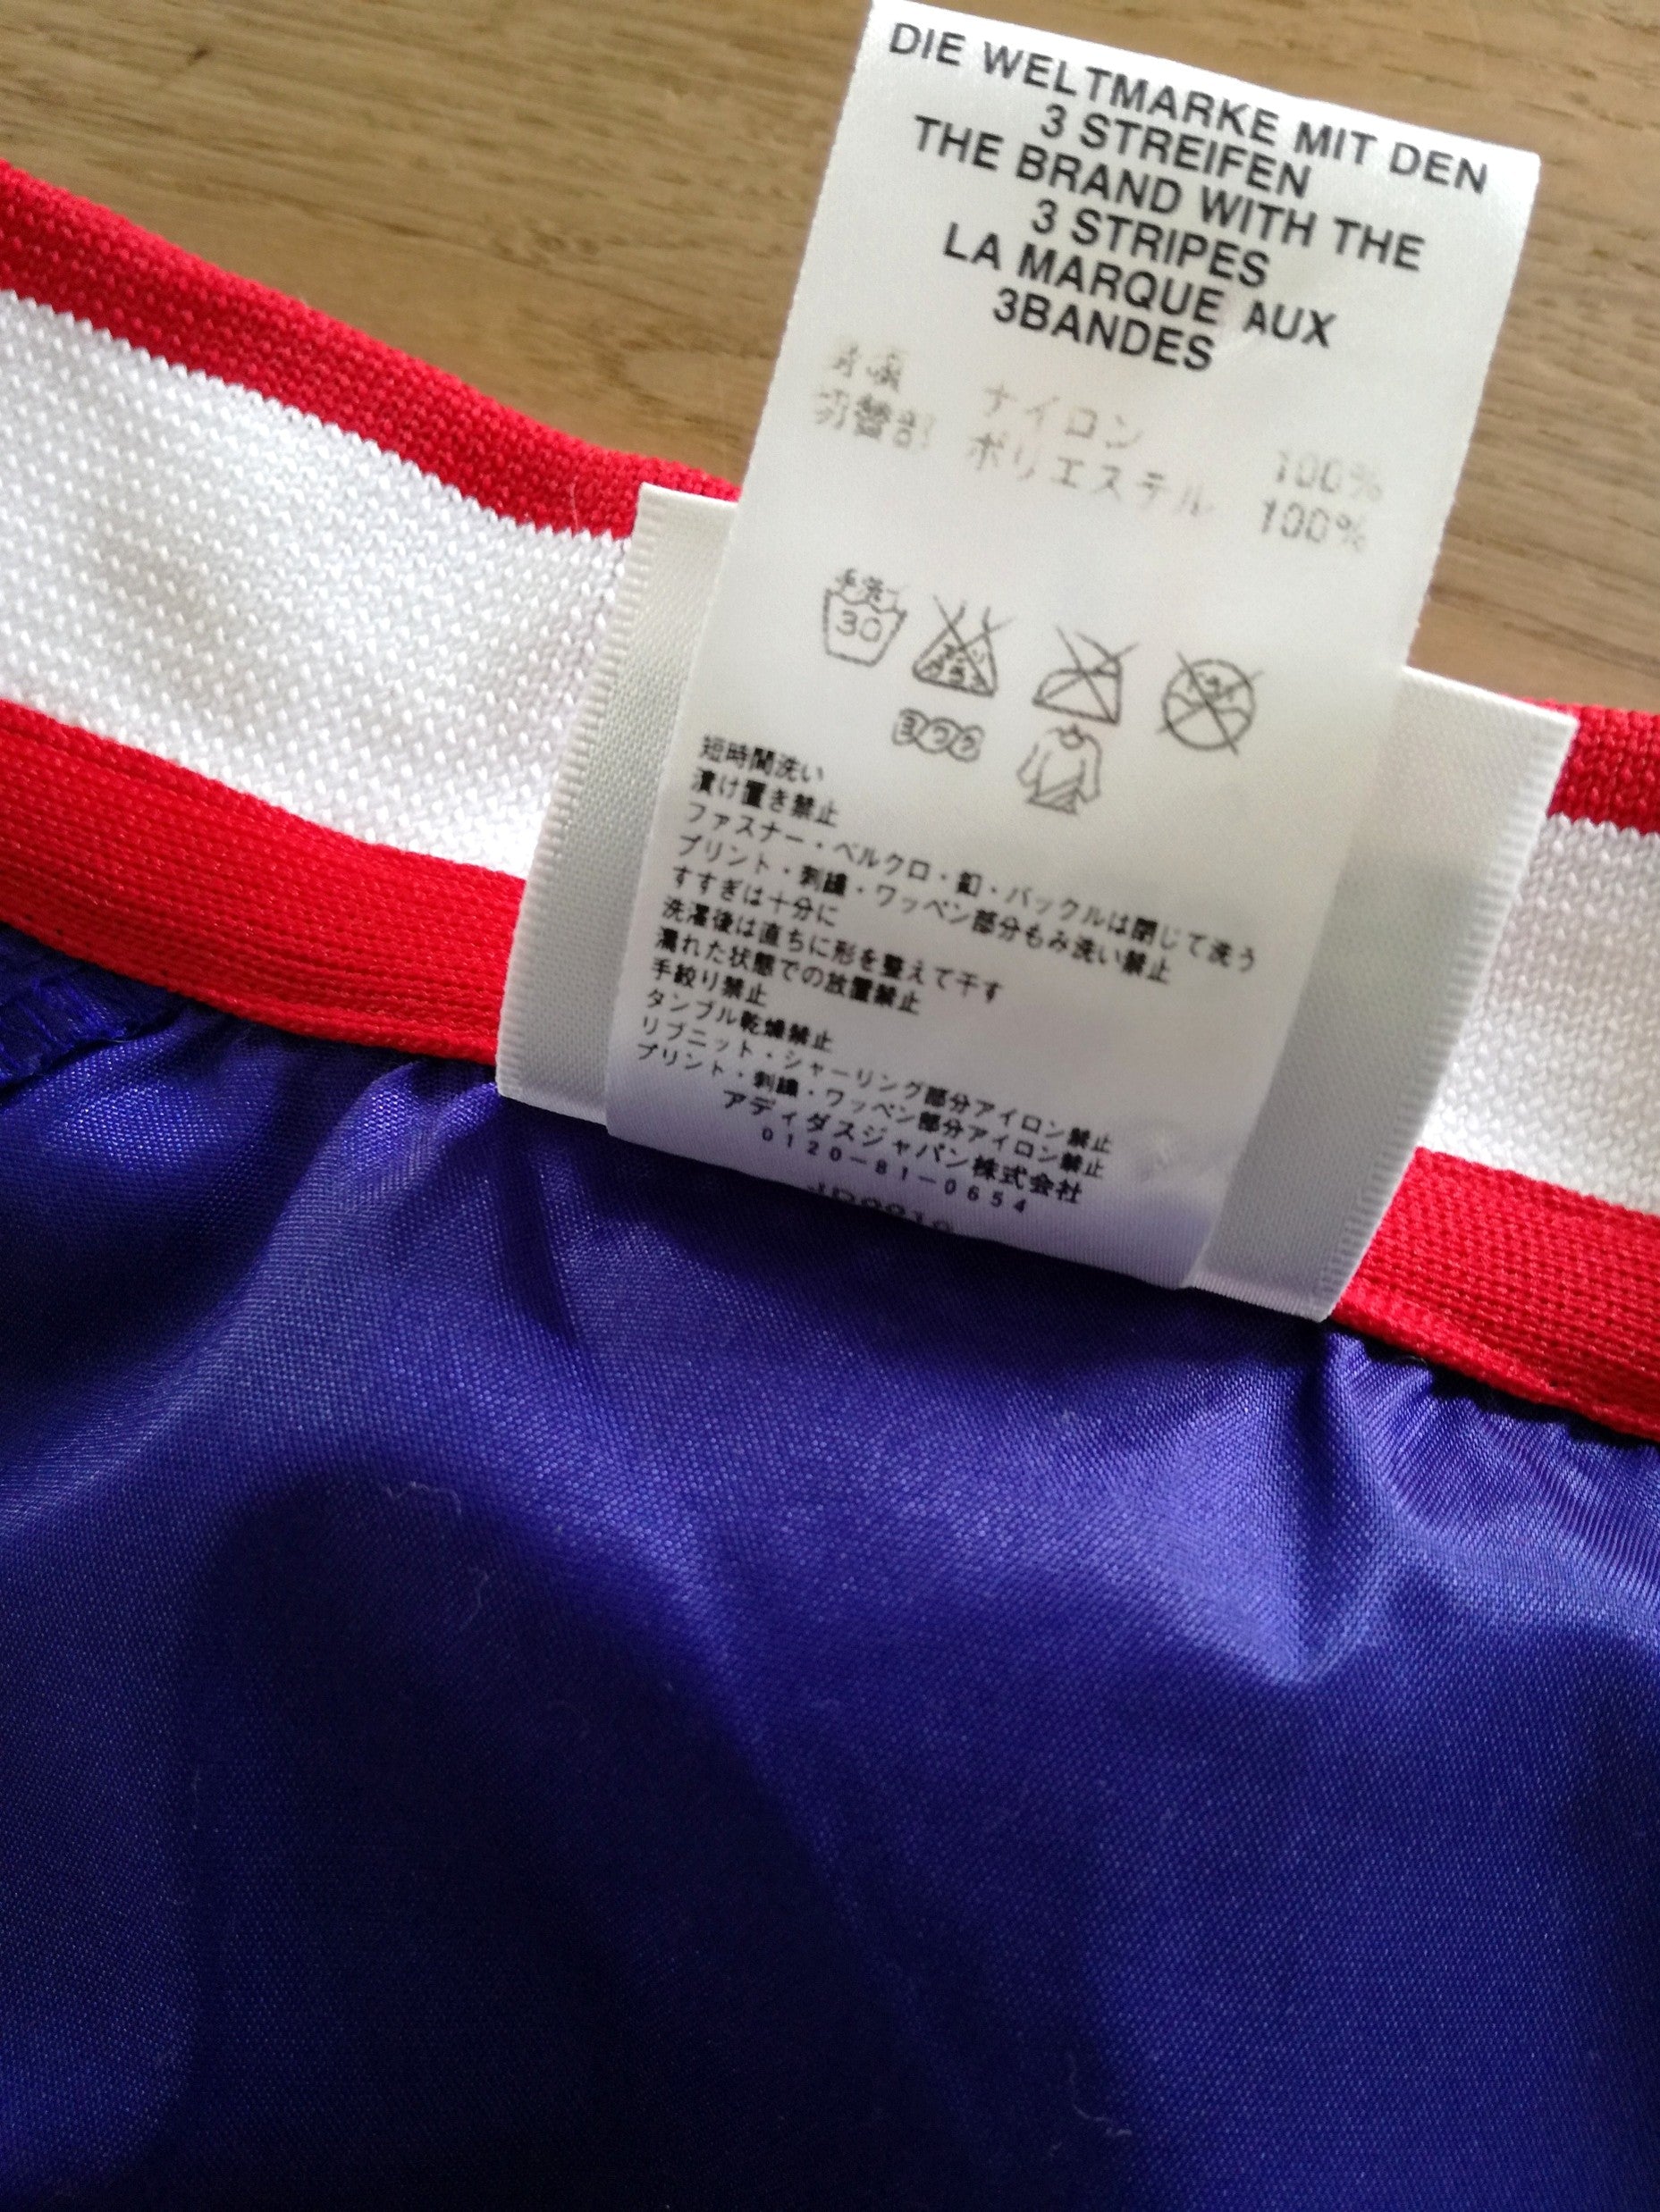 DIE WELTMARKE MIT DEN
3 STREIFEN
THE BRAND WITH THE
3 STRIPES
LA MARQUE AUX
3BANDES
ナイロン 100%
切替部 ポリエステル 100%
手洗イ
30
短時間洗い
漬け置き禁止
ファスナー・ベルクロ・釦・バックルは閉じて洗う
プリント・刺繍・ワッペン部分もみ洗い禁止
すすぎは十分に
洗濯後は直ちに形を整えて干す
濡れた状態での放置禁止
手絞り禁止
タンブル乾燥禁止
リブニット・シャーリング部分アイロン禁止
プリント・刺繍・ワッペン部分アイロン禁止
アディダスジャパン株式会社
0120-81-0654